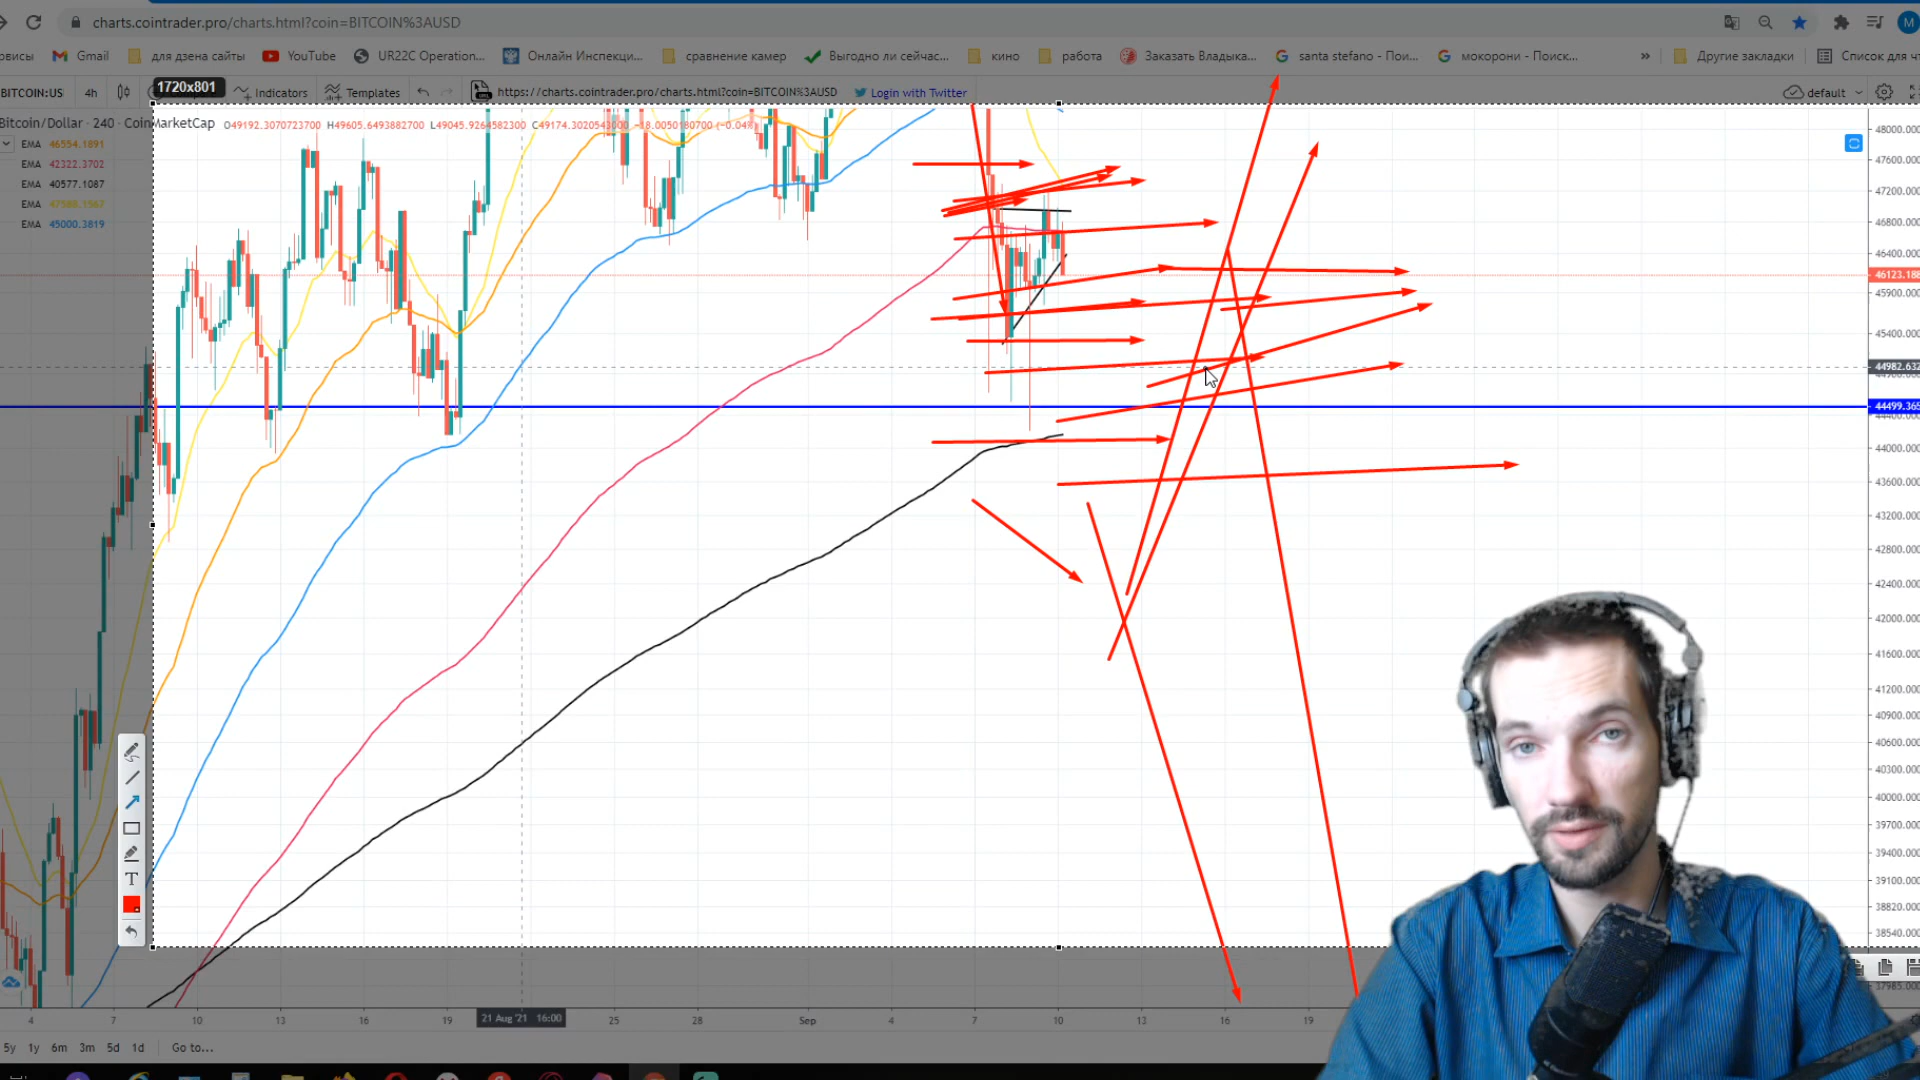 charts.cointrader.pro/charts.html?coin=BITCOIN%3AUSD
M
рвисы Gmail для дзена сайты YouTube UR22C Operation... Онлайн Инспекци... сравнение камер Выгодно ли сейчас... кино работа Заказать Владыка... santa stefano - Пои... мокорони - Поиск... » Другие закладки Список для чт
BITCOIN:US 4h 1720x801 Indicators Templates https://charts.cointrader.pro/charts.html?coin=BITCOIN%3AUSD Login with Twitter default
Bitcoin/Dollar · 240 · CoinMarketCap O49192.3070723700 H49605.6493882700 L49045.9264582300 C49174.3020543000 −18.0050180700 (−0.04%)
EMA 46554.1891
EMA 42322.3702
EMA 40577.1087
EMA 47588.1567
EMA 45000.3819
48000.000
47600.000
47200.000
46800.000
46400.000
46123.188
45900.000
45400.000
44982.632
44499.365
44000.000
43600.000
43200.000
42800.000
42400.000
42000.000
41600.000
41200.000
40900.000
40600.000
40300.000
40000.000
39700.000
39400.000
39100.000
38820.000
38540.000
37985.000
T
4 7 10 13 16 19 21 Aug '21 16:00 25 28 Sep 4 7 10 13 16 19
5y 1y 6m 3m 5d 1d Go to...